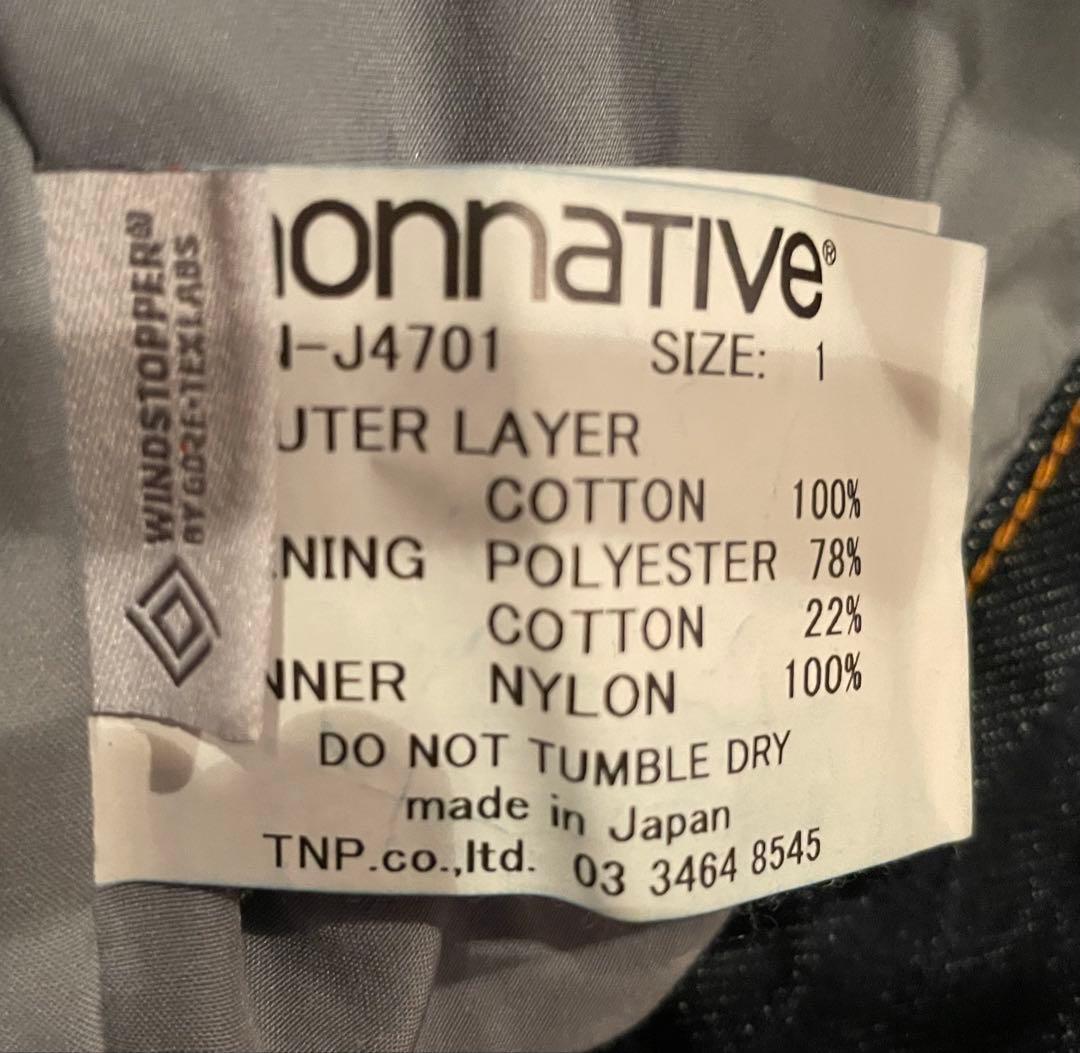 WINDSTOPPER®
BY GORE-TEX LABS
nonnaTIVe®
-J4701 SIZE: 1
UTER LAYER
COTTON 100%
NING POLYESTER 78%
COTTON 22%
NNER NYLON 100%
DO NOT TUMBLE DRY
made in Japan
TNP.co.,ltd. 03 3464 8545